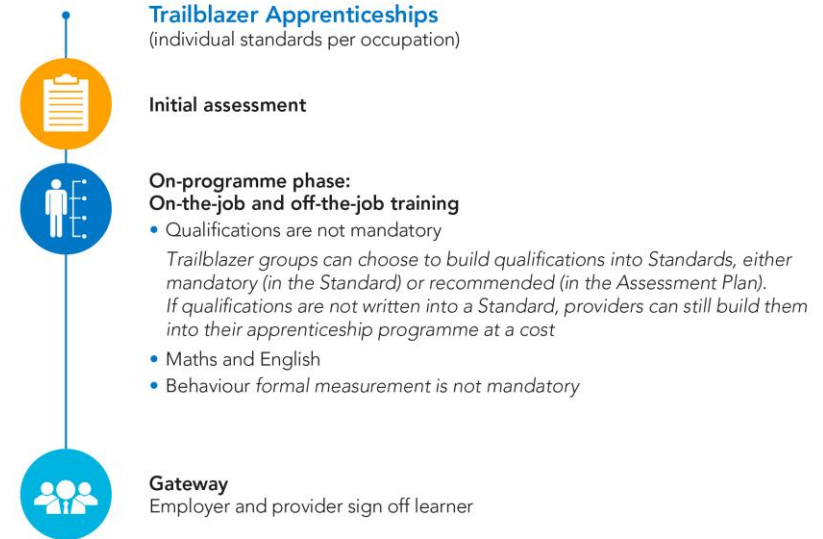 Trailblazer Apprenticeships
(individual standards per occupation)
Initial assessment
On-programme phase:
On-the-job and off-the-job training
• Qualifications are not mandatory
Trailblazer groups can choose to build qualifications into Standards, either
mandatory (in the Standard) or recommended (in the Assessment Plan).
If qualifications are not written into a Standard, providers can still build them
into their apprenticeship programme at a cost
• Maths and English
• Behaviour formal measurement is not mandatory
Gateway
Employer and provider sign off learner